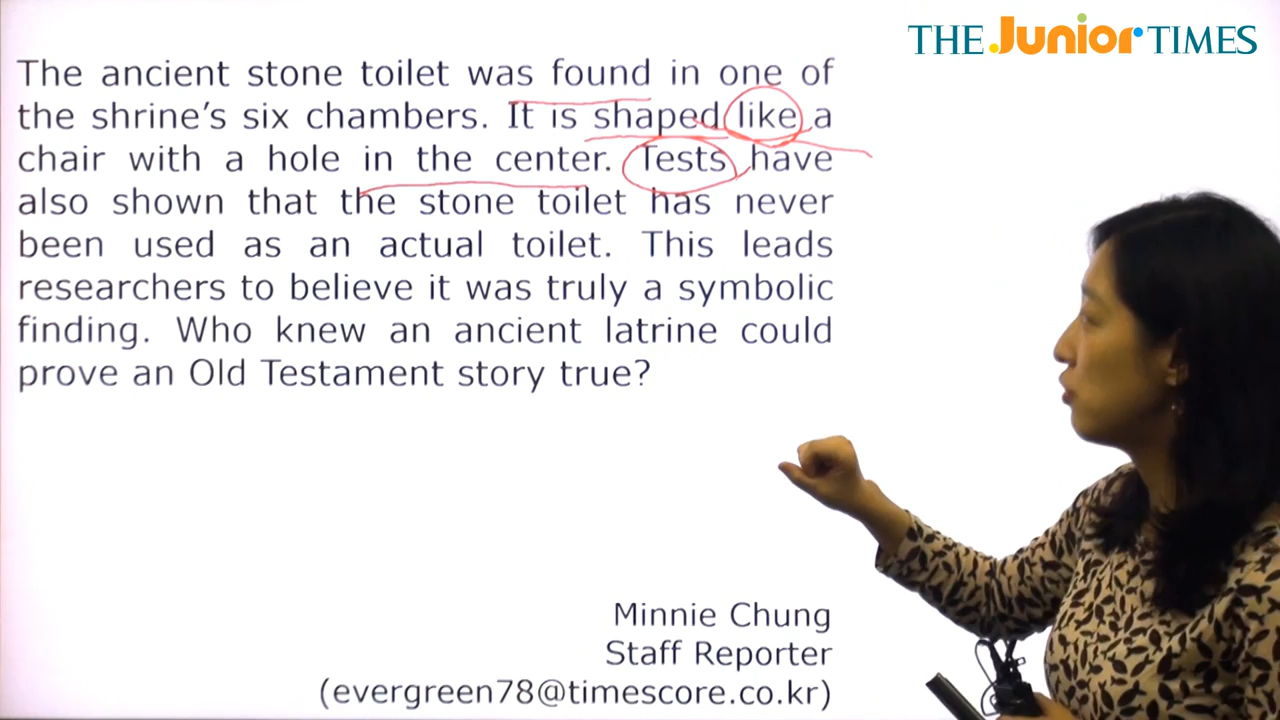 THE Junior TIMES
The ancient stone toilet was found in one of
the shrine's six chambers. It is shaped like a
chair with a hole in the center. Tests have
also shown that the stone toilet has never
been used as an actual toilet. This leads
researchers to believe it was truly a symbolic
finding. Who knew an ancient latrine could
prove an Old Testament story true?
Minnie Chung
Staff Reporter
(evergreen78@timescore.co.kr)